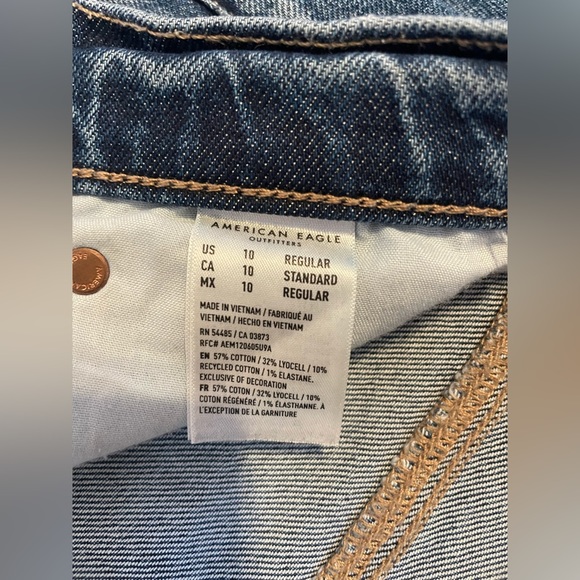 AMERICAN EAGLE
OUTFITTERS
US 10 REGULAR
CA 10 STANDARD
MX 10 REGULAR
MADE IN VIETNAM / FABRIQUÉ AU
VIETNAM / HECHO EN VIETNAM
RN 54485 / CA 03873
RFC# AEM120605U9A
EN 57% COTTON / 32% LYOCELL / 10%
RECYCLED COTTON / 1% ELASTANE.
EXCLUSIVE OF DECORATION
FR 57% COTON / 32% LYOCELL / 10%
COTON RÉGÉNÉRÉ / 1% ÉLASTHANNE. À
L'EXCEPTION DE LA GARNITURE
AMERICAN
EAGLE